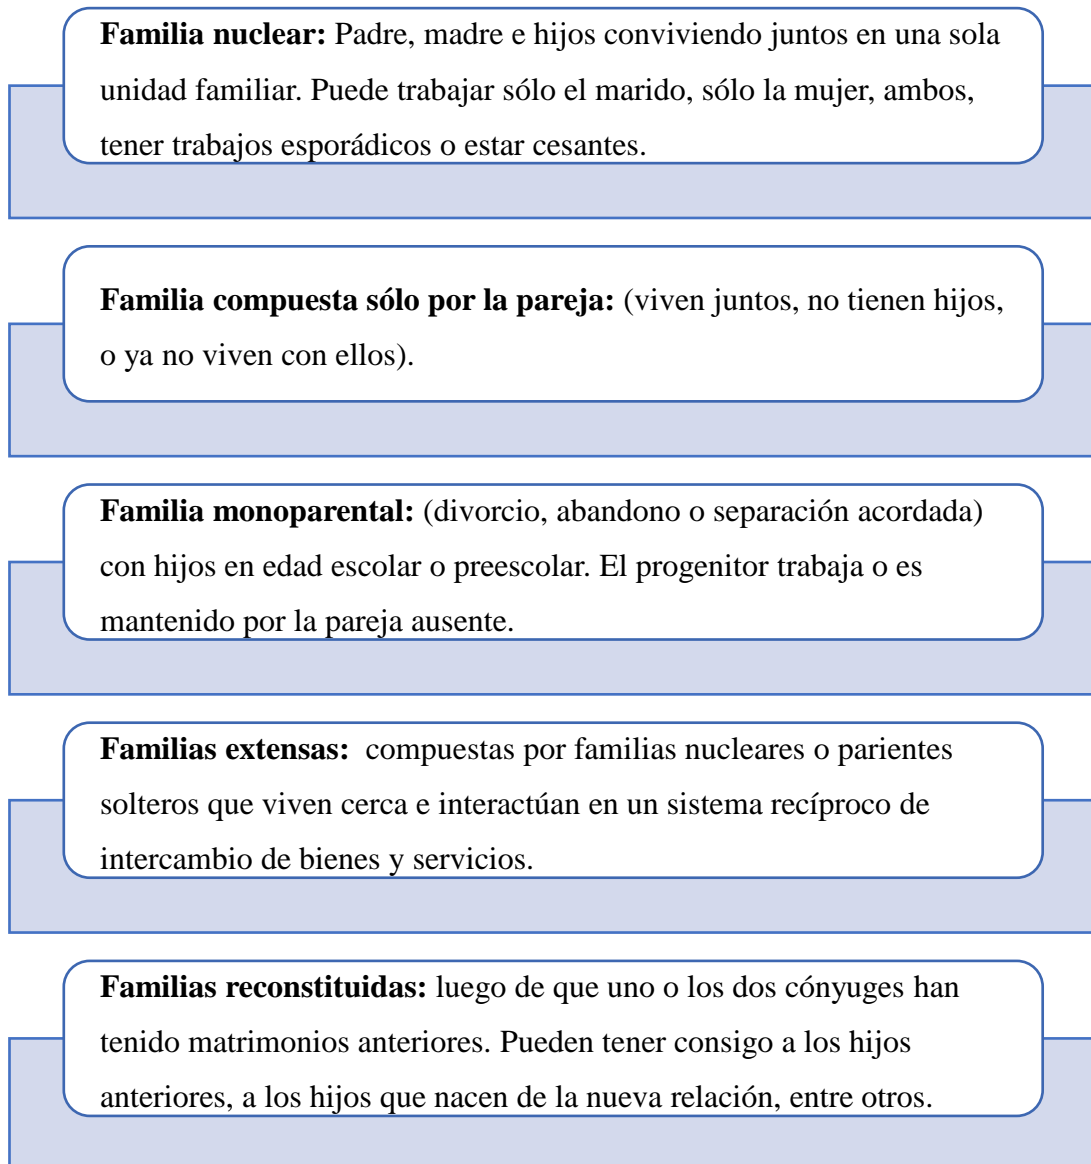 Familia nuclear: Padre, madre e hijos conviviendo juntos en una sola
unidad familiar. Puede trabajar sólo el marido, sólo la mujer, ambos,
tener trabajos esporádicos o estar cesantes.
Familia compuesta sólo por la pareja: (viven juntos, no tienen hijos,
o ya no viven con ellos).
Familia monoparental: (divorcio, abandono o separación acordada)
con hijos en edad escolar o preescolar. El progenitor trabaja o es
mantenido por la pareja ausente.
Familias extensas: compuestas por familias nucleares o parientes
solteros que viven cerca e interactúan en un sistema recíproco de
intercambio de bienes y servicios.
Familias reconstituidas: luego de que uno o los dos cónyuges han
tenido matrimonios anteriores. Pueden tener consigo a los hijos
anteriores, a los hijos que nacen de la nueva relación, entre otros.